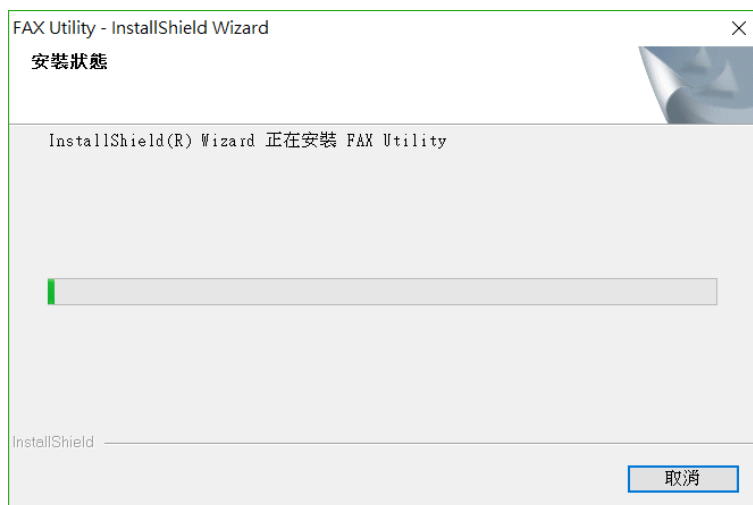 FAX Utility - InstallShield Wizard
安裝狀態
InstallShield(R) Wizard 正在安裝 FAX Utility
InstallShield
取消